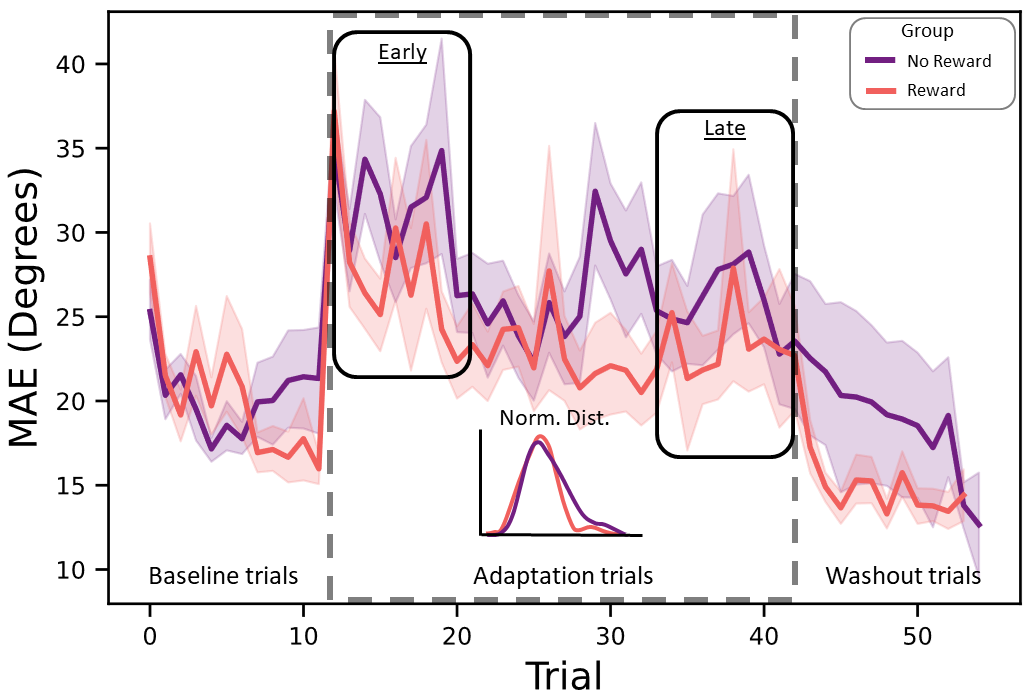 MAE (Degrees)
40
35
30
25
20
15
10
Early
Late
Group
No Reward
Reward
Norm. Dist.
Baseline trials
Adaptation trials
Washout trials
0
10
20
30
40
50
Trial